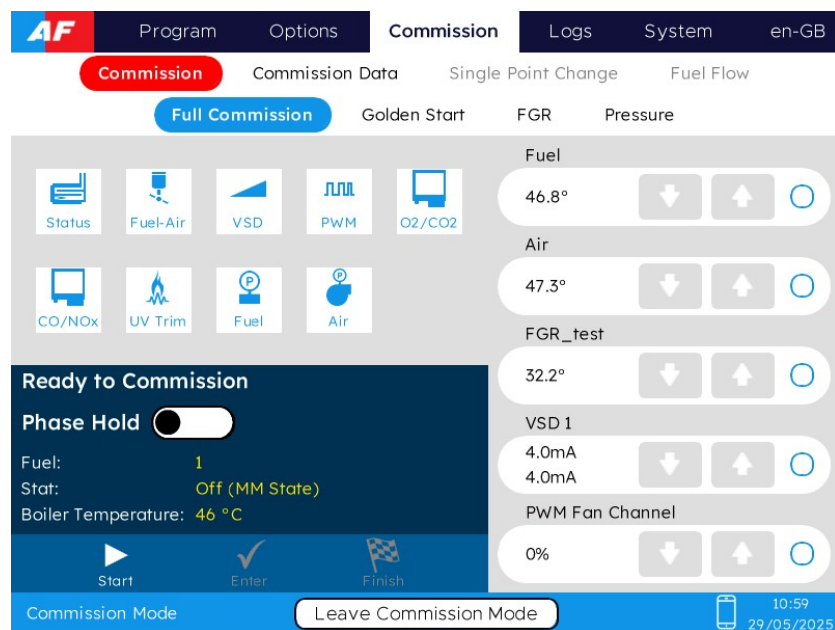 AF Program Options Commission Logs System en-GB
Commission Commission Data Single Point Change Fuel Flow
Full Commission Golden Start FGR Pressure
Status Fuel-Air VSD PWM O2/CO2
CO/NOx UV Trim P Fuel P Air
Ready to Commission
Phase Hold
Fuel: 1
Stat: Off (MM State)
Boiler Temperature: 46 °C
Start Enter Finish
Fuel
46.8°
Air
47.3°
FGR_test
32.2°
VSD 1
4.0mA
4.0mA
PWM Fan Channel
0%
Commission Mode Leave Commission Mode 10:59
29/05/2025